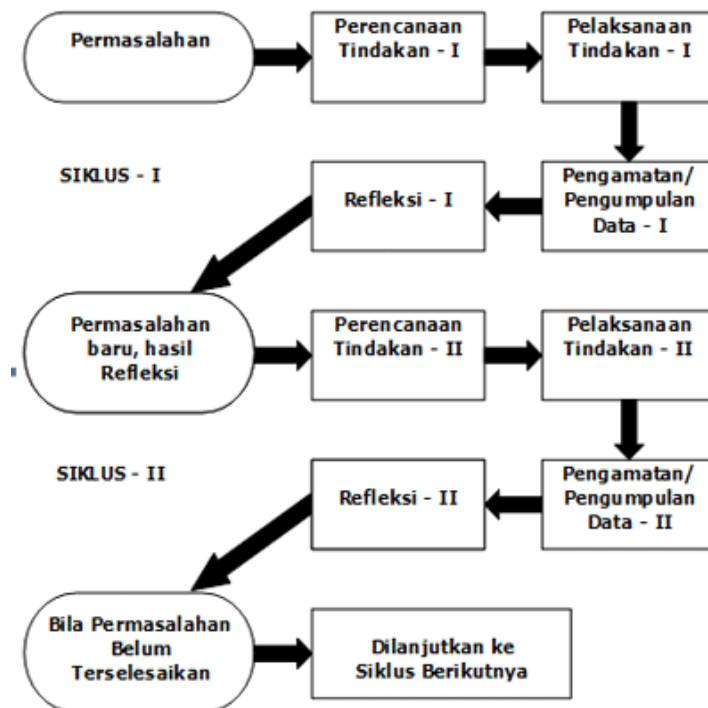 Permasalahan
Perencanaan
Tindakan - I
Pelaksanaan
Tindakan - I
SIKLUS - I
Refleksi - I
Pengamatan/
Pengumpulan
Data - I
Permasalahan
baru, hasil
Refleksi
Perencanaan
Tindakan - II
Pelaksanaan
Tindakan - II
SIKLUS - II
Refleksi - II
Pengamatan/
Pengumpulan
Data - II
Bila Permasalahan
Belum
Terselesaikan
Dilanjutkan ke
Siklus Berikutnya